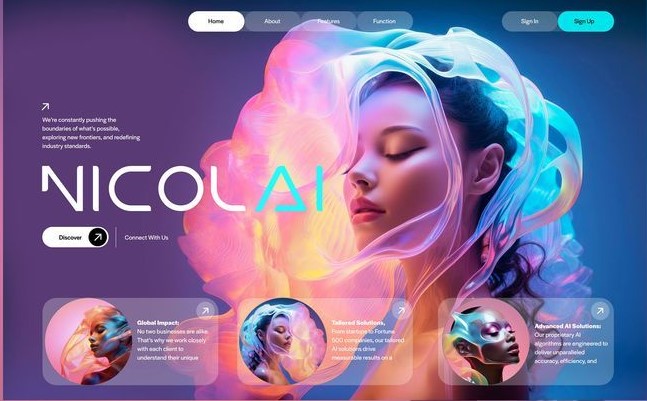 Home
About
Features
Function
Sign In
Sign Up
We're constantly pushing the
boundaries of what's possible,
exploring new frontiers, and redefining
industry standards.
NICOLAI
Discover
Connect With Us
Global Impact:
No two businesses are alike.
That's why we work closely
with each client to
understand their unique
Tailored Solutions,
From startups to Fortune
500 companies, our tailored
AI solutions drive
measurable results on a
Advanced AI Solutions:
Our proprietary AI
algorithms are engineered to
deliver unparalleled
accuracy, efficiency, and